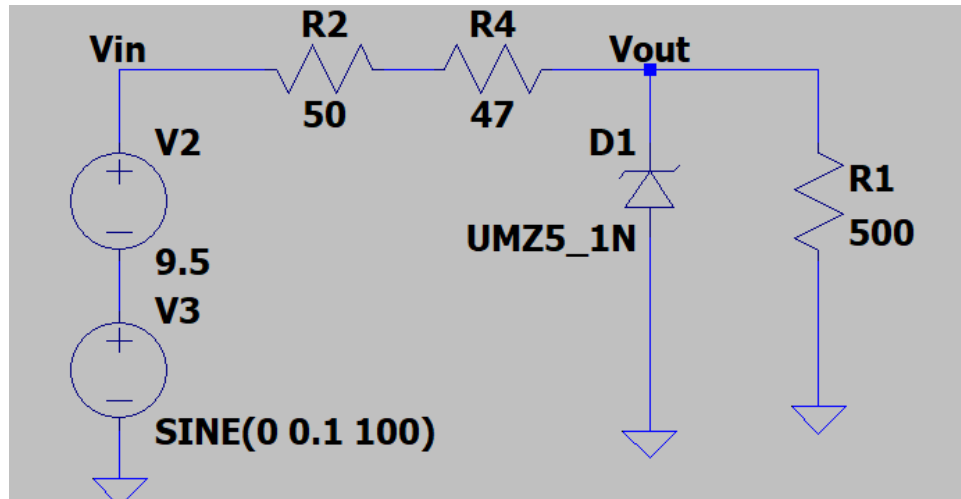 Vin
R2
50
R4
47
Vout
V2
9.5
V3
SINE(0 0.1 100)
D1
UMZ5_1N
R1
500